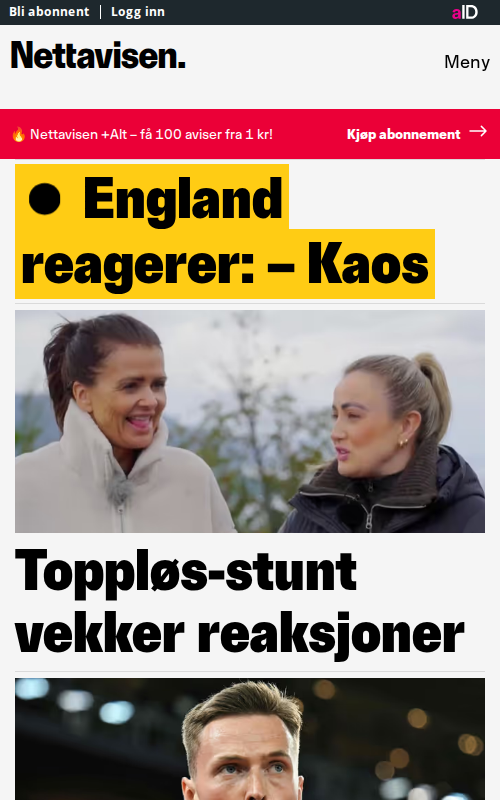 Bli abonnent | Logg inn
aID
Nettavisen.
Meny
🔥 Nettavisen +Alt – få 100 aviser fra 1 kr!
Kjøp abonnement →
● England
reagerer: – Kaos
Toppløs-stunt
vekker reaksjoner